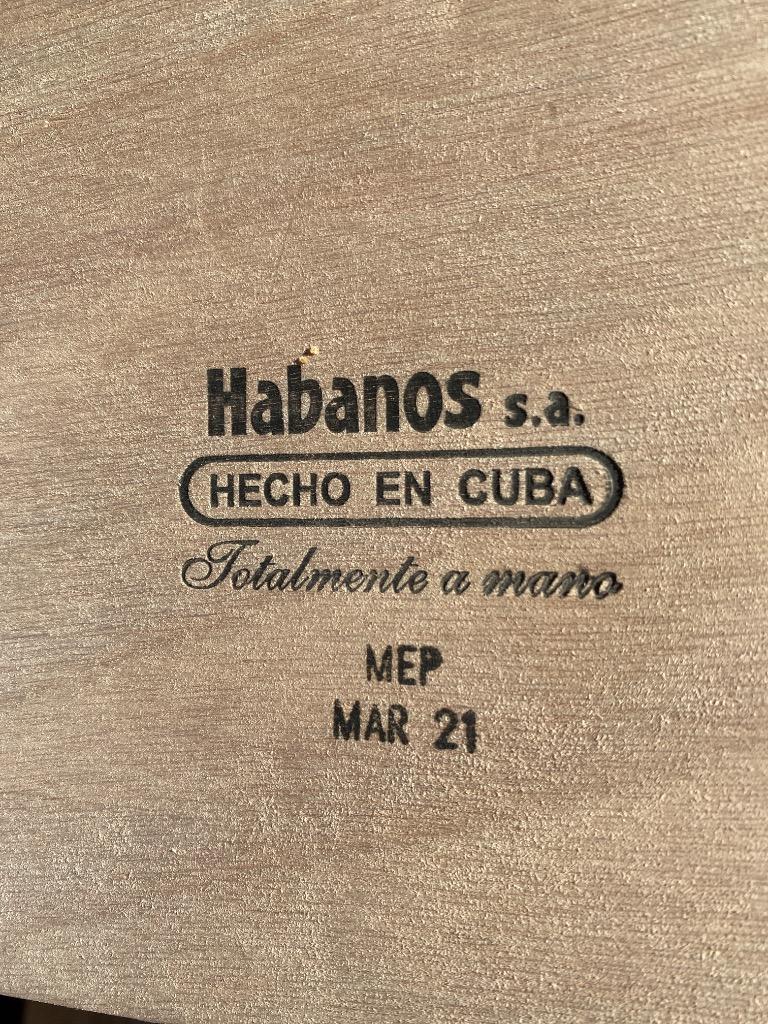 Habanos s.a.
HECHO EN CUBA
Totalmente a mano
MEP
MAR 21